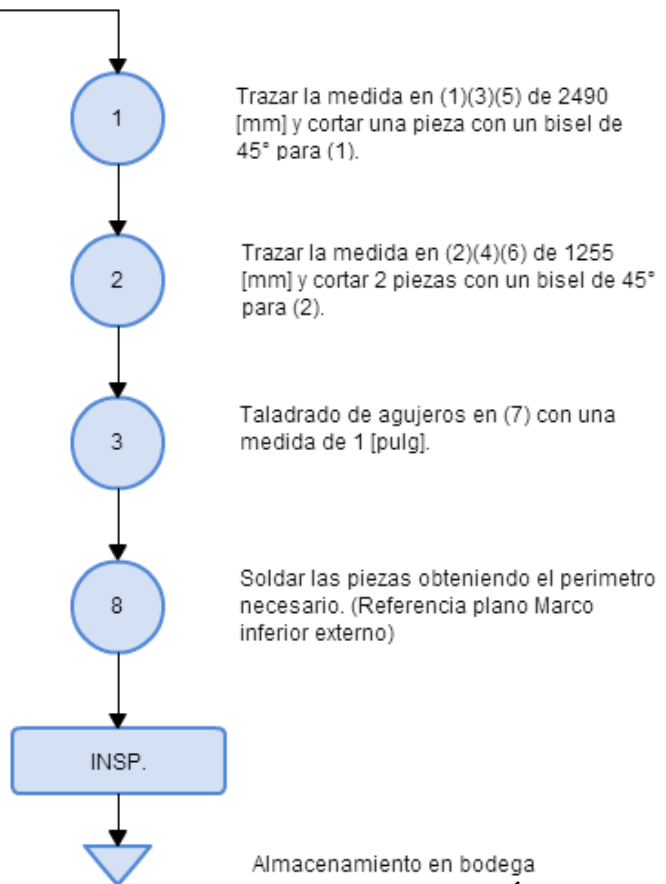 1
Trazar la medida en (1)(3)(5) de 2490
[mm] y cortar una pieza con un bisel de
45° para (1).
2
Trazar la medida en (2)(4)(6) de 1255
[mm] y cortar 2 piezas con un bisel de 45°
para (2).
3
Taladrado de agujeros en (7) con una
medida de 1 [pulg].
8
Soldar las piezas obteniendo el perimetro
necesario. (Referencia plano Marco
inferior externo)
INSP.
Almacenamiento en bodega